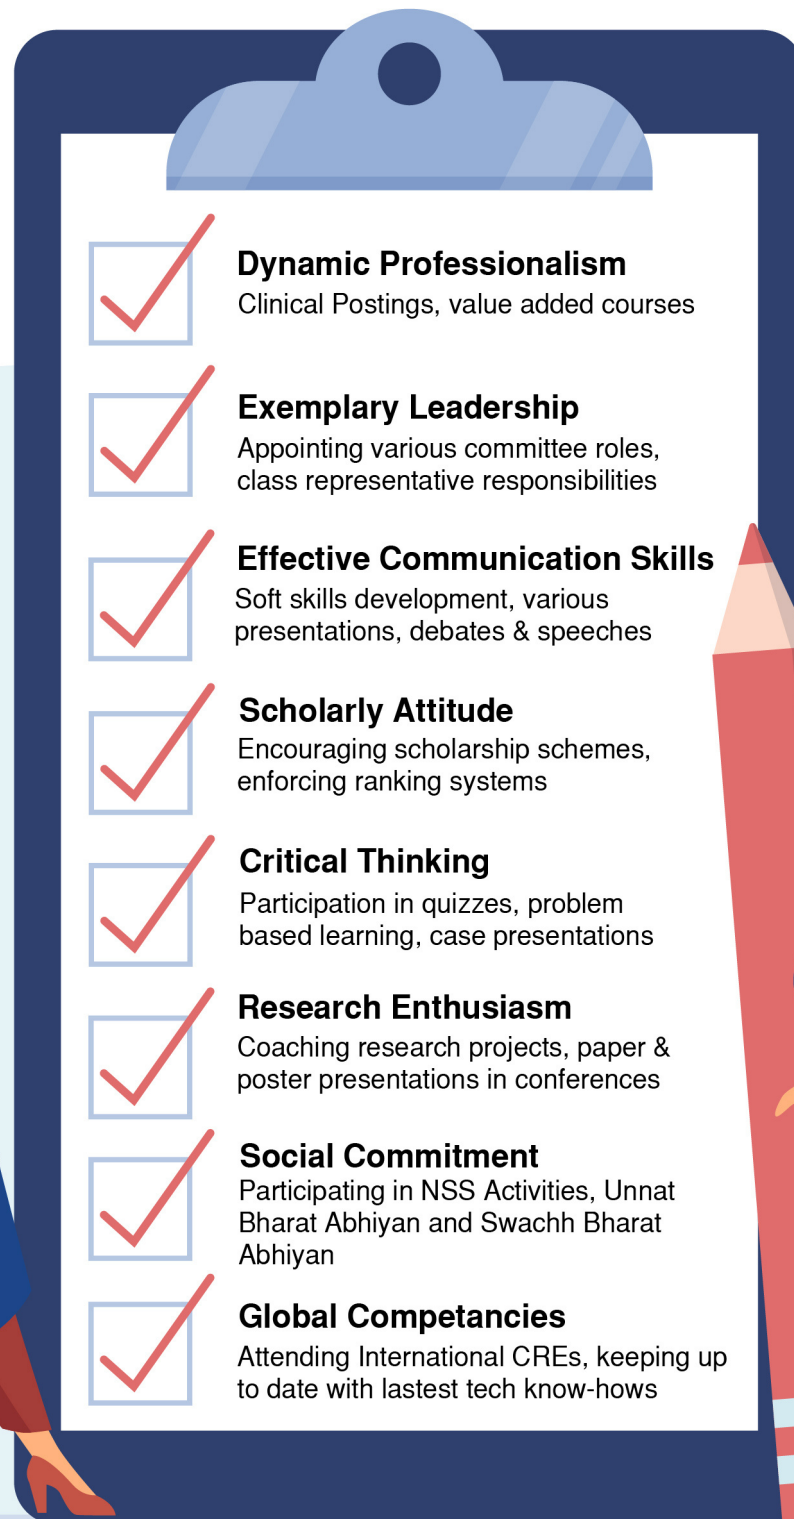 Dynamic Professionalism
Clinical Postings, value added courses
Exemplary Leadership
Appointing various committee roles,
class representative responsibilities
Effective Communication Skills
Soft skills development, various
presentations, debates & speeches
Scholarly Attitude
Encouraging scholarship schemes,
enforcing ranking systems
Critical Thinking
Participation in quizzes, problem
based learning, case presentations
Research Enthusiasm
Coaching research projects, paper &
poster presentations in conferences
Social Commitment
Participating in NSS Activities, Unnat
Bharat Abhiyan and Swachh Bharat
Abhiyan
Global Competancies
Attending International CREs, keeping up
to date with lastest tech know-hows